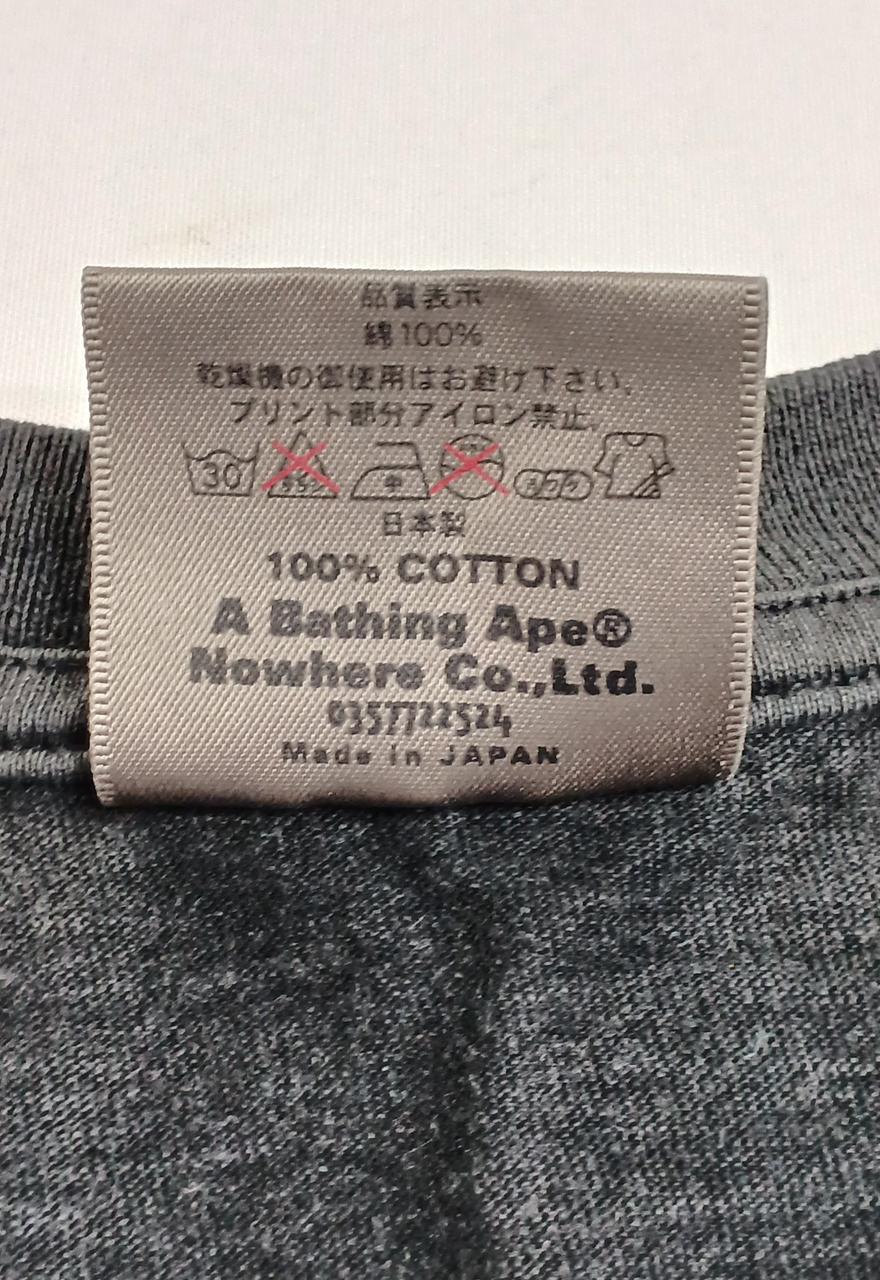 品質表示
綿100%
乾燥機の御使用はお避け下さい。
プリント部分アイロン禁止。
30 中
日本製
100% COTTON
A Bathing Ape®
Nowhere Co.,Ltd.
0357722524
Made in JAPAN